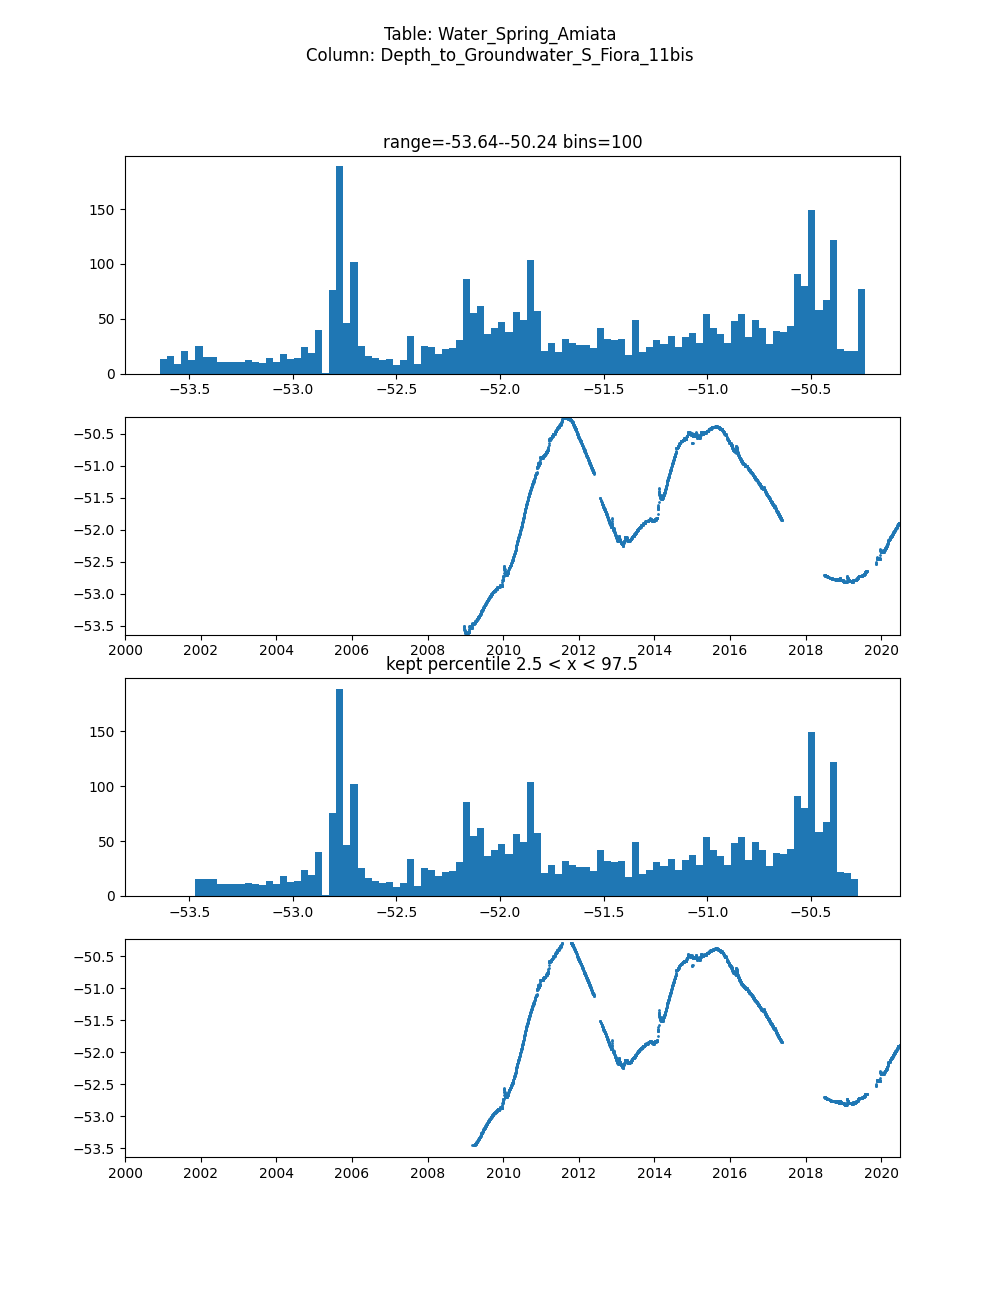 Table: Water_Spring_Amiata
Column: Depth_to_Groundwater_S_Fiora_11bis
range=-53.64--50.24 bins=100
150
100
50
0
−53.5 −53.0 −52.5 −52.0 −51.5 −51.0 −50.5
−50.5
−51.0
−51.5
−52.0
−52.5
−53.0
−53.5
2000 2002 2004 2006 2008 2010 2012 2014 2016 2018 2020
kept percentile 2.5 < x < 97.5
150
100
50
0
−53.5 −53.0 −52.5 −52.0 −51.5 −51.0 −50.5
−50.5
−51.0
−51.5
−52.0
−52.5
−53.0
−53.5
2000 2002 2004 2006 2008 2010 2012 2014 2016 2018 2020